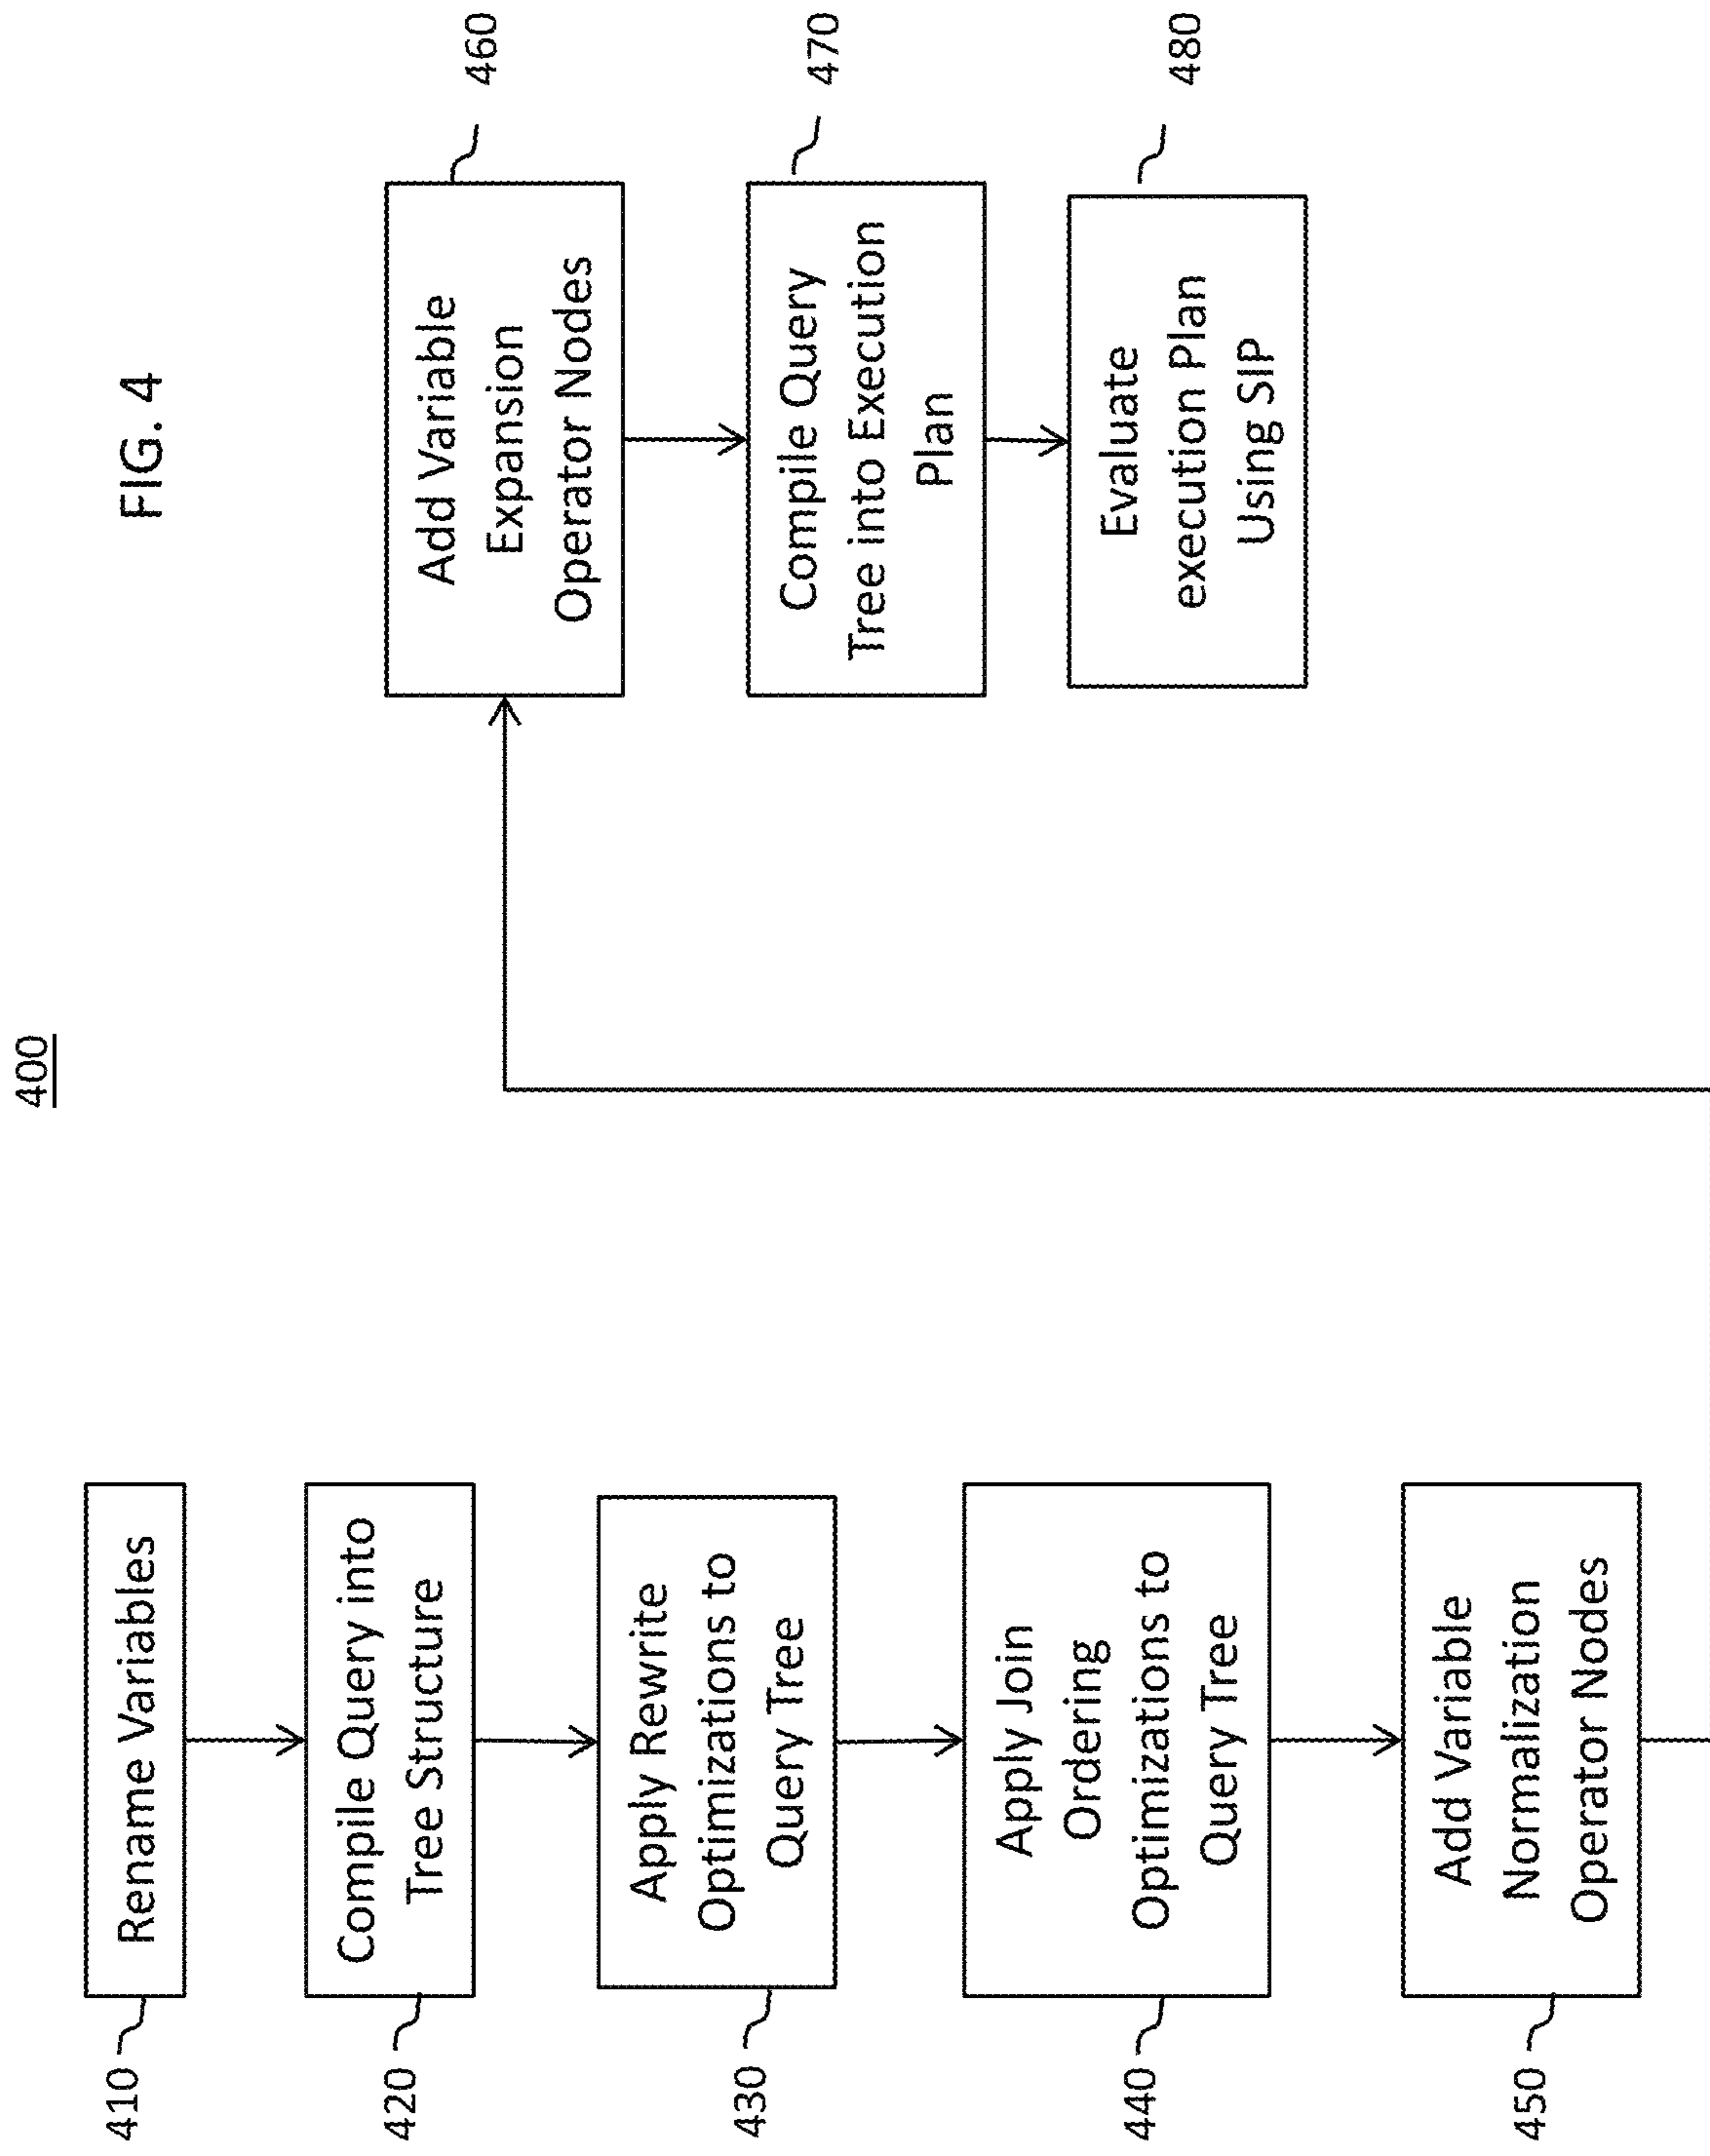 400
FIG. 4
410
Rename Variables
420
Compile Query into
Tree Structure
430
Apply Rewrite
Optimizations to
Query Tree
440
Apply Join
Ordering
Optimizations to
Query Tree
450
Add Variable
Normalization
Operator Nodes
460
Add Variable
Expansion
Operator Nodes
470
Compile Query
Tree into Execution
Plan
480
Evaluate
execution Plan
Using SIP